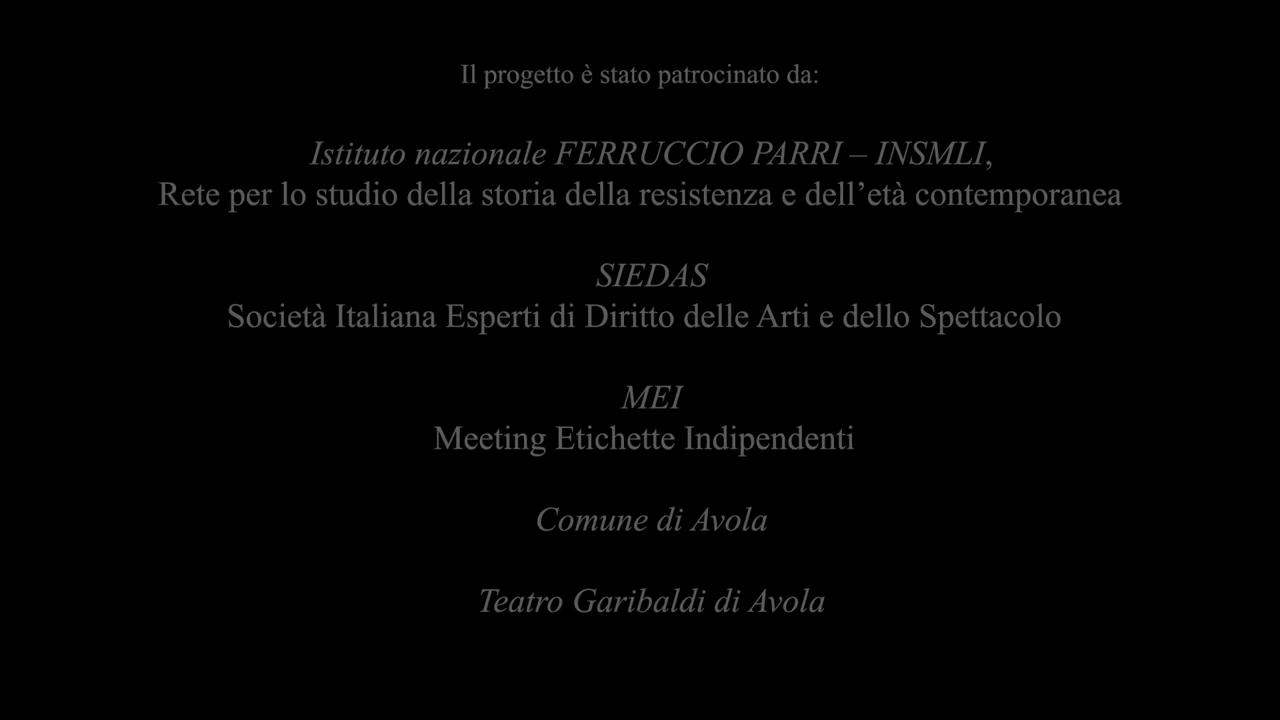 Il progetto è stato patrocinato da:
Istituto nazionale FERRUCCIO PARRI – INSMLI,
Rete per lo studio della storia della resistenza e dell’età contemporanea
SIEDAS
Società Italiana Esperti di Diritto delle Arti e dello Spettacolo
MEI
Meeting Etichette Indipendenti
Comune di Avola
Teatro Garibaldi di Avola